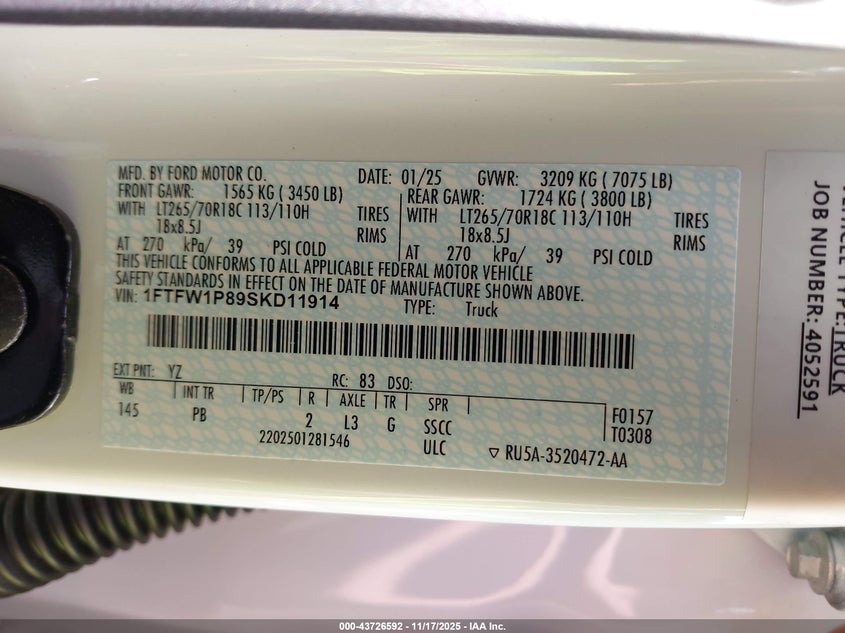 MFD. BY FORD MOTOR CO. DATE: 01/25 GVWR: 3209 KG ( 7075 LB)
FRONT GAWR: 1565 KG ( 3450 LB) REAR GAWR: 1724 KG ( 3800 LB)
WITH LT265/70R18C 113/110H TIRES WITH LT265/70R18C 113/110H TIRES
18x8.5J RIMS 18x8.5J RIMS
AT 270 kPa/ 39 PSI COLD AT 270 kPa/ 39 PSI COLD
THIS VEHICLE CONFORMS TO ALL APPLICABLE FEDERAL MOTOR VEHICLE
SAFETY STANDARDS IN EFFECT ON THE DATE OF MANUFACTURE SHOWN ABOVE.
VIN: 1FTFW1P89SKD11914 TYPE: Truck
EXT PNT: YZ RC: 83 DSO:
WB INT TR TP/PS R AXLE TR SPR
145 PB 2 L3 G SSCC F0157
2202501281546 ULC T0308
RU5A-3520472-AA
VEHICLE TYPE:TRUCK
JOB NUMBER: 4052591
000-43726592 - 11/17/2025 - IAA Inc.